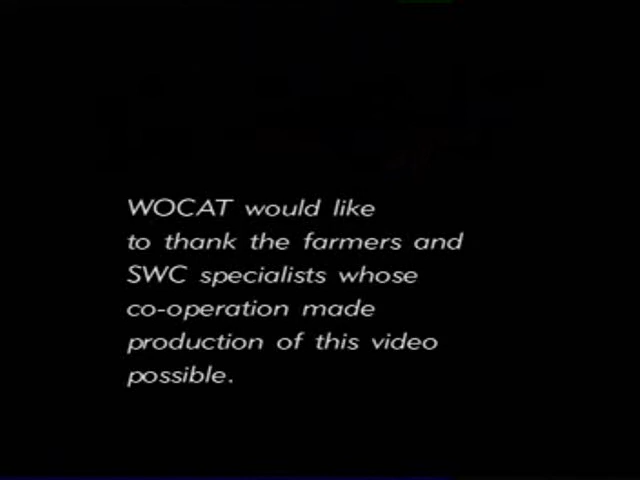 WOCAT would like
to thank the farmers and
SWC specialists whose
co-operation made
production of this video
possible.